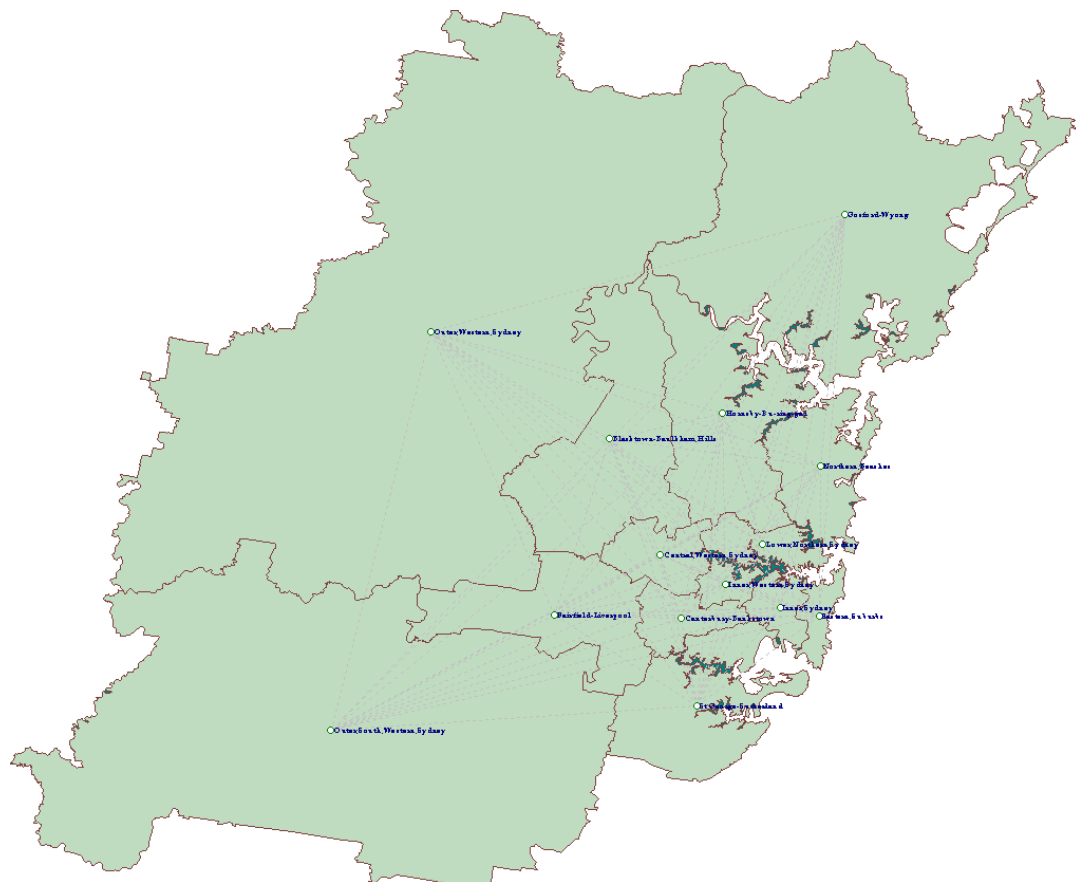 Gosford-Wyong
Outer,Western,Sydney
Hornsby-Ku-ring-gai
Blacktown-Baulkham,Hills
Northern,Beaches
Lower,Northern,Sydney
Central,Western,Sydney
Inner,Western,Sydney
Inner,Sydney
Fairfield-Liverpool
Canterbury-Bankstown
Eastern,Suburbs
St,George-Sutherland
Outer,South,Western,Sydney